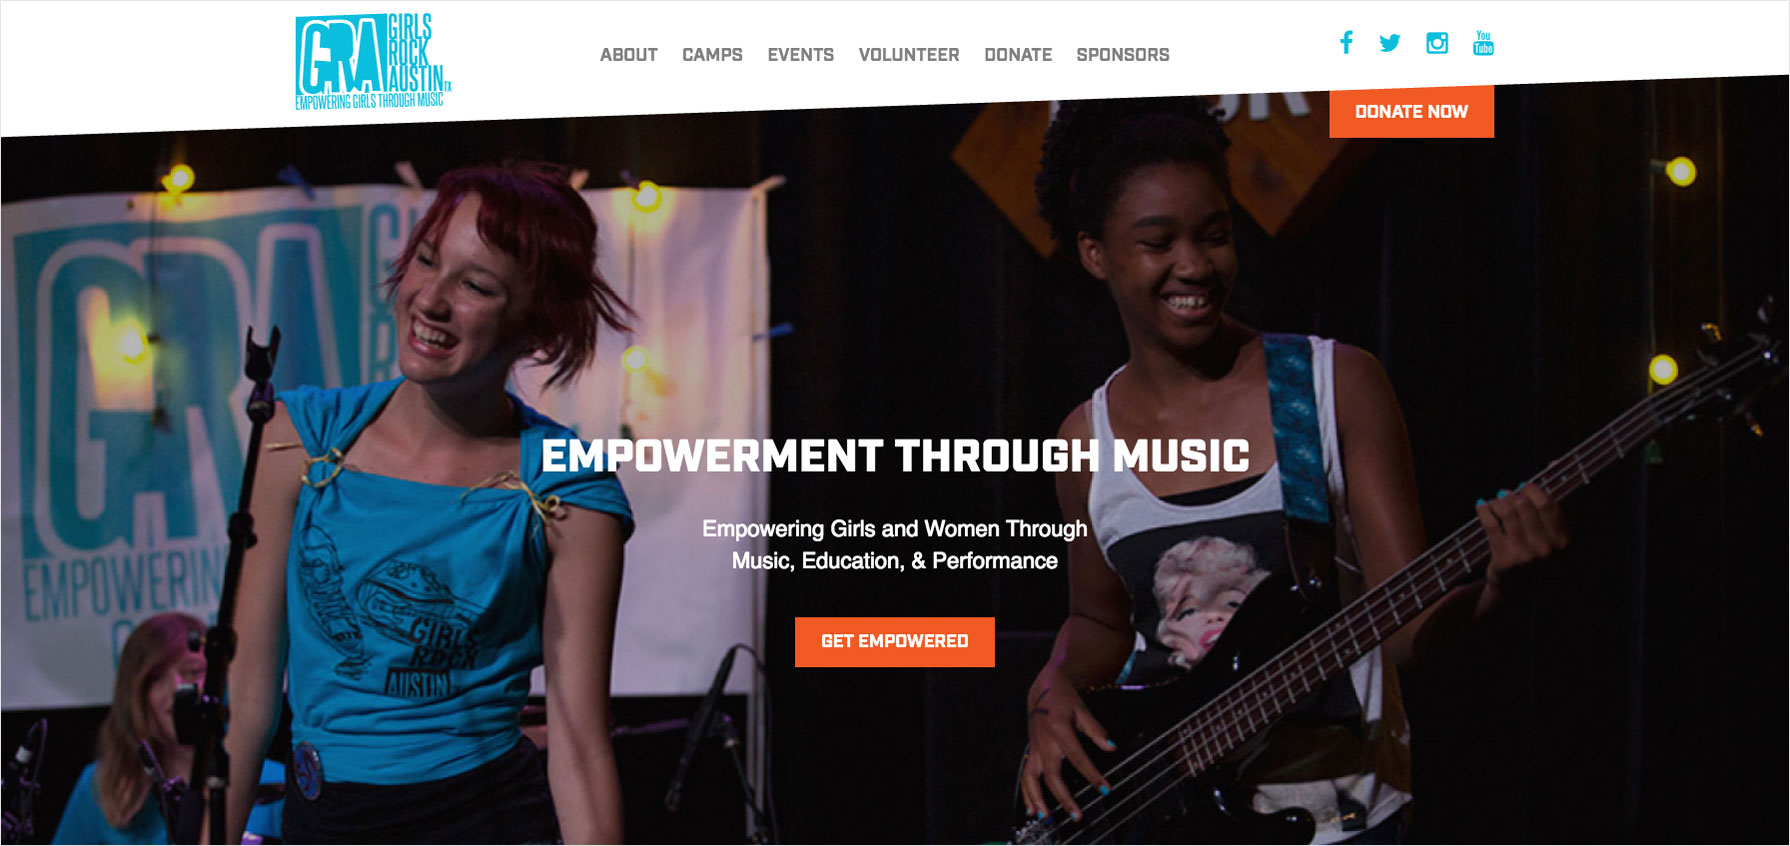 GRA
GIRLS
ROCK
AUSTIN TX
EMPOWERING GIRLS THROUGH MUSIC
ABOUT CAMPS EVENTS VOLUNTEER DONATE SPONSORS
You
Tube
DONATE NOW
GRA
EMPOWERIN
EMPOWERMENT THROUGH MUSIC
Empowering Girls and Women Through
Music, Education, & Performance
GET EMPOWERED
GIRLS
ROCK
AUSTIN